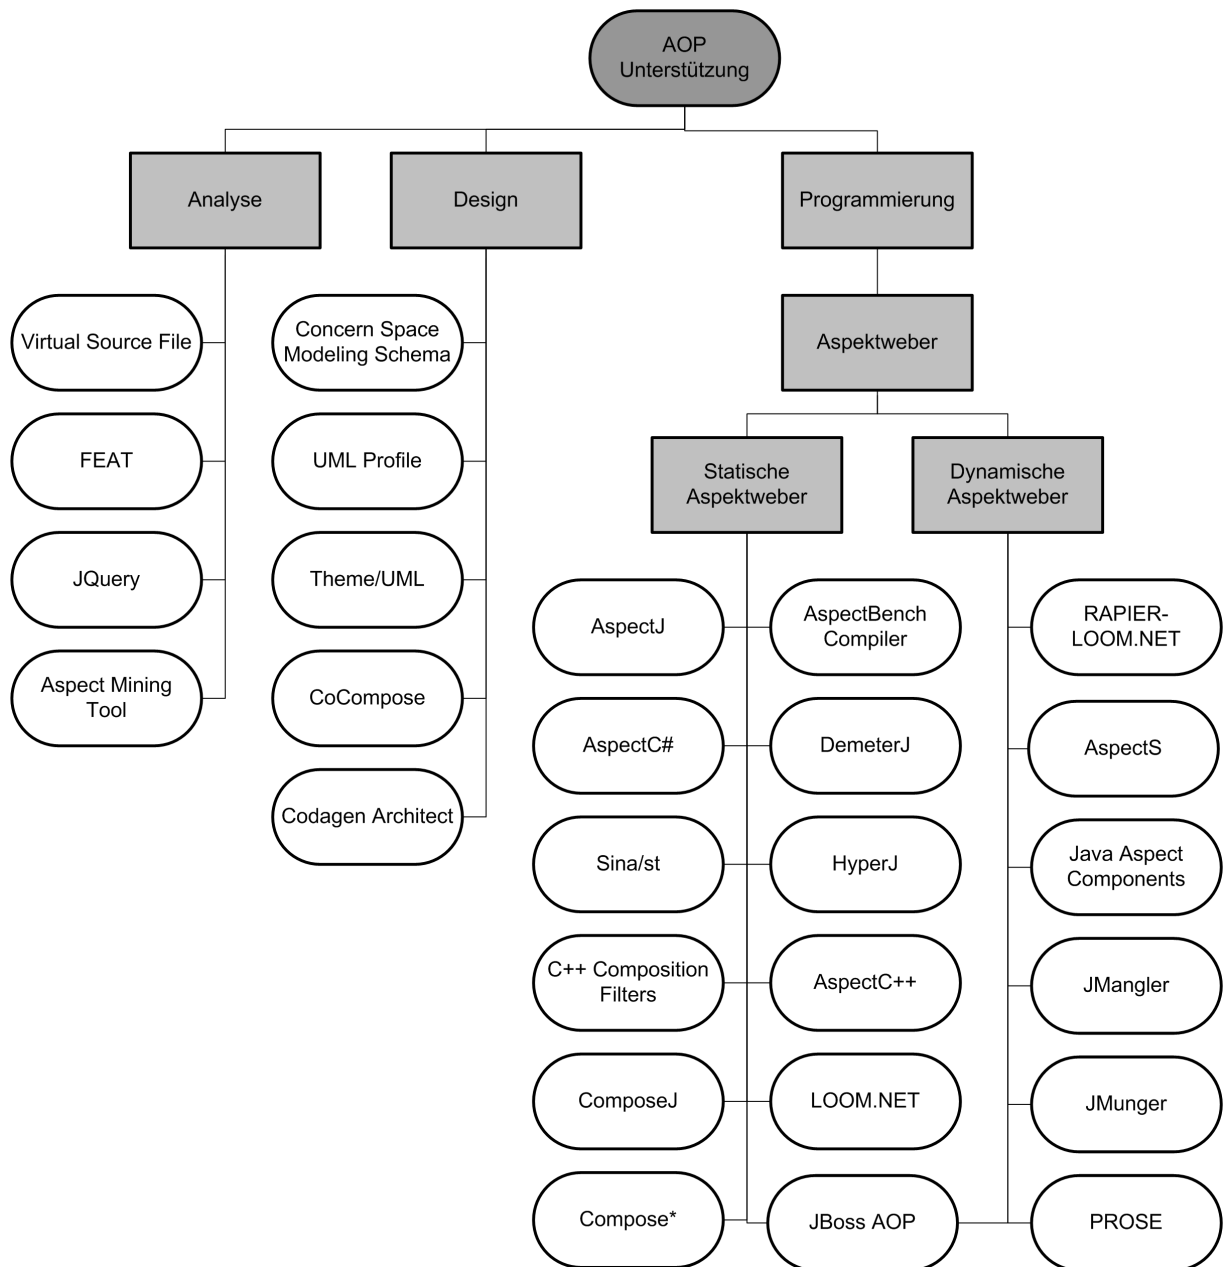 AOP
Unterstützung
Analyse
Design
Programmierung
Virtual Source File
Concern Space
Modeling Schema
Aspektweber
FEAT
UML Profile
Statische
Aspektweber
Dynamische
Aspektweber
JQuery
Theme/UML
AspectJ
AspectBench
Compiler
RAPIER-
LOOM.NET
Aspect Mining
Tool
CoCompose
AspectC#
DemeterJ
AspectS
Codagen Architect
Sina/st
HyperJ
Java Aspect
Components
C++ Composition
Filters
AspectC++
JMangler
ComposeJ
LOOM.NET
JMunger
Compose*
JBoss AOP
PROSE